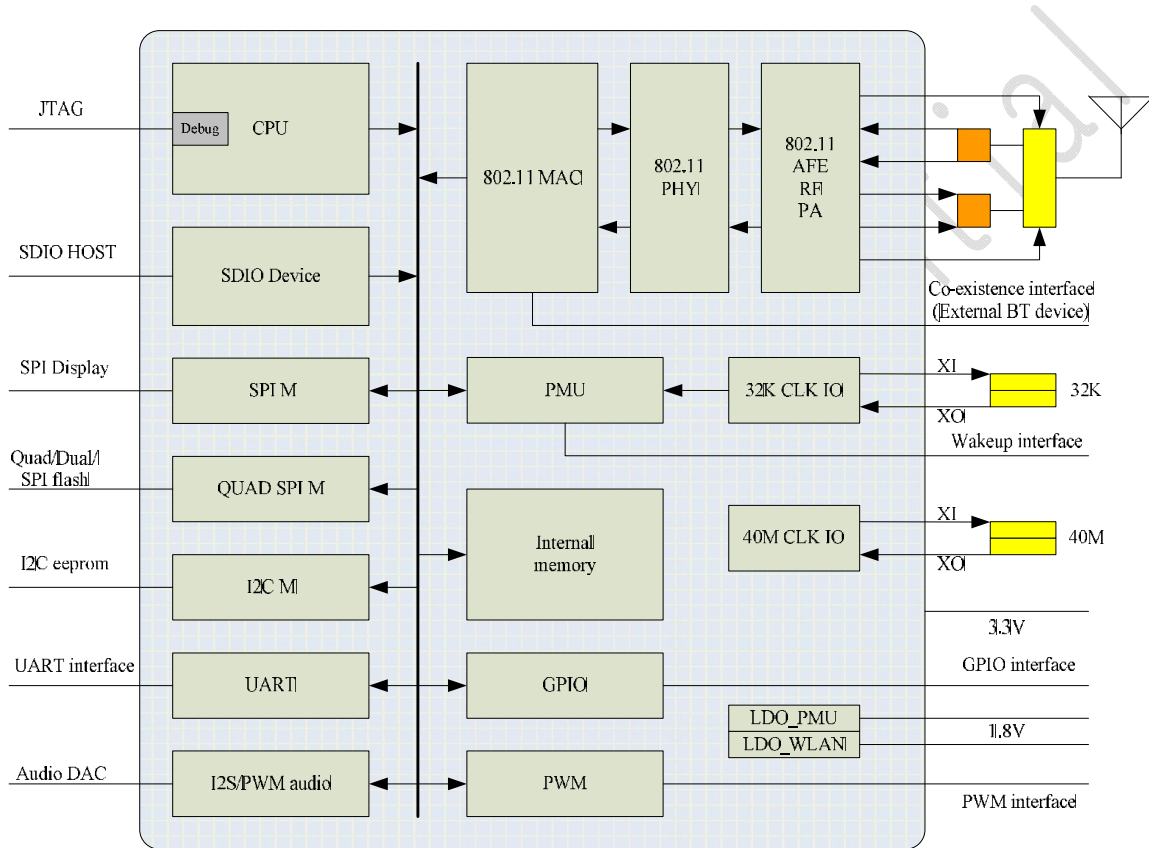 JTAG
Debug
CPU
802.11 MAC
802.11
PHY
802.11
AFE
RF
PA
SDIO HOST
SDIO Device
Co-existence interface
(External BT device)
SPI Display
SPI M
PMU
32K CLK IO
XI
XO
32K
Wakeup interface
Quad/Dual/
SPI flash
QUAD SPI M
Internal
memory
40M CLK IO
XI
XO
40M
I2C eeprom
I2C M
3.3V
UART interface
UART
GPIO
GPIO interface
LDO_PMU
LDO_WLAN
1.8V
Audio DAC
I2S/PWM audio
PWM
PWM interface